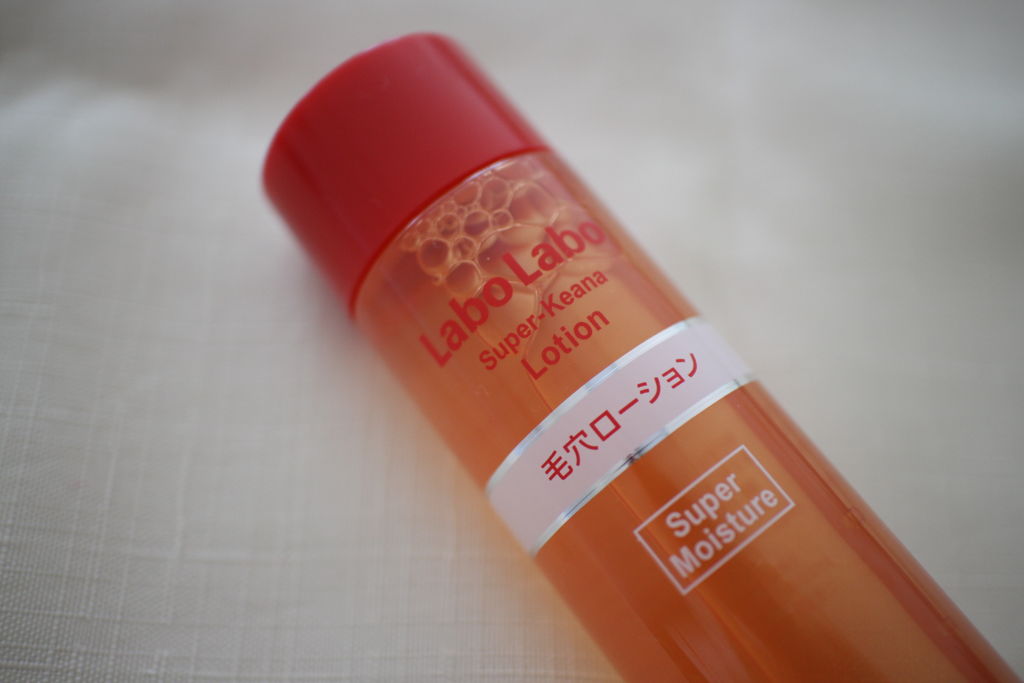 Labo Labo
Super-Keana
Lotion
毛穴ローション
Super
Moisture